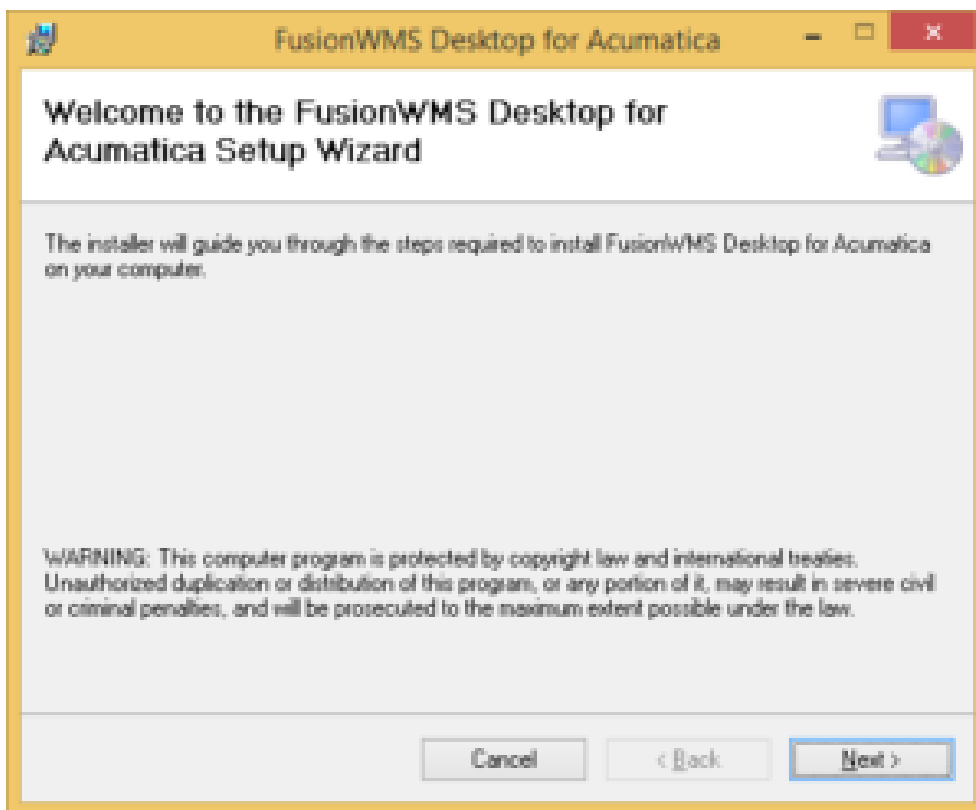 FusionWMS Desktop for Acumatica
Welcome to the FusionWMS Desktop for
Acumatica Setup Wizard
The installer will guide you through the steps required to install FusionWMS Desktop for Acumatica
on your computer.
WARNING: This computer program is protected by copyright law and international treaties.
Unauthorized duplication or distribution of this program, or any portion of it, may result in severe civil
or criminal penalties, and will be prosecuted to the maximum extent possible under the law.
Cancel
< Back
Next >